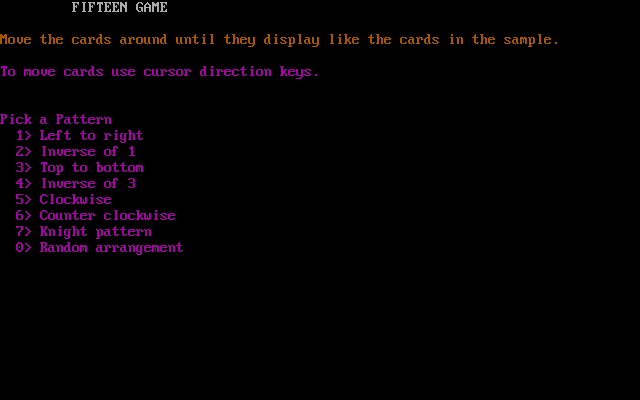 FIFTEEN GAME
Move the cards around until they display like the cards in the sample.
To move cards use cursor direction keys.
Pick a Pattern
1> Left to right
2> Inverse of 1
3> Top to bottom
4> Inverse of 3
5> Clockwise
6> Counter clockwise
7> Knight pattern
0> Random arrangement